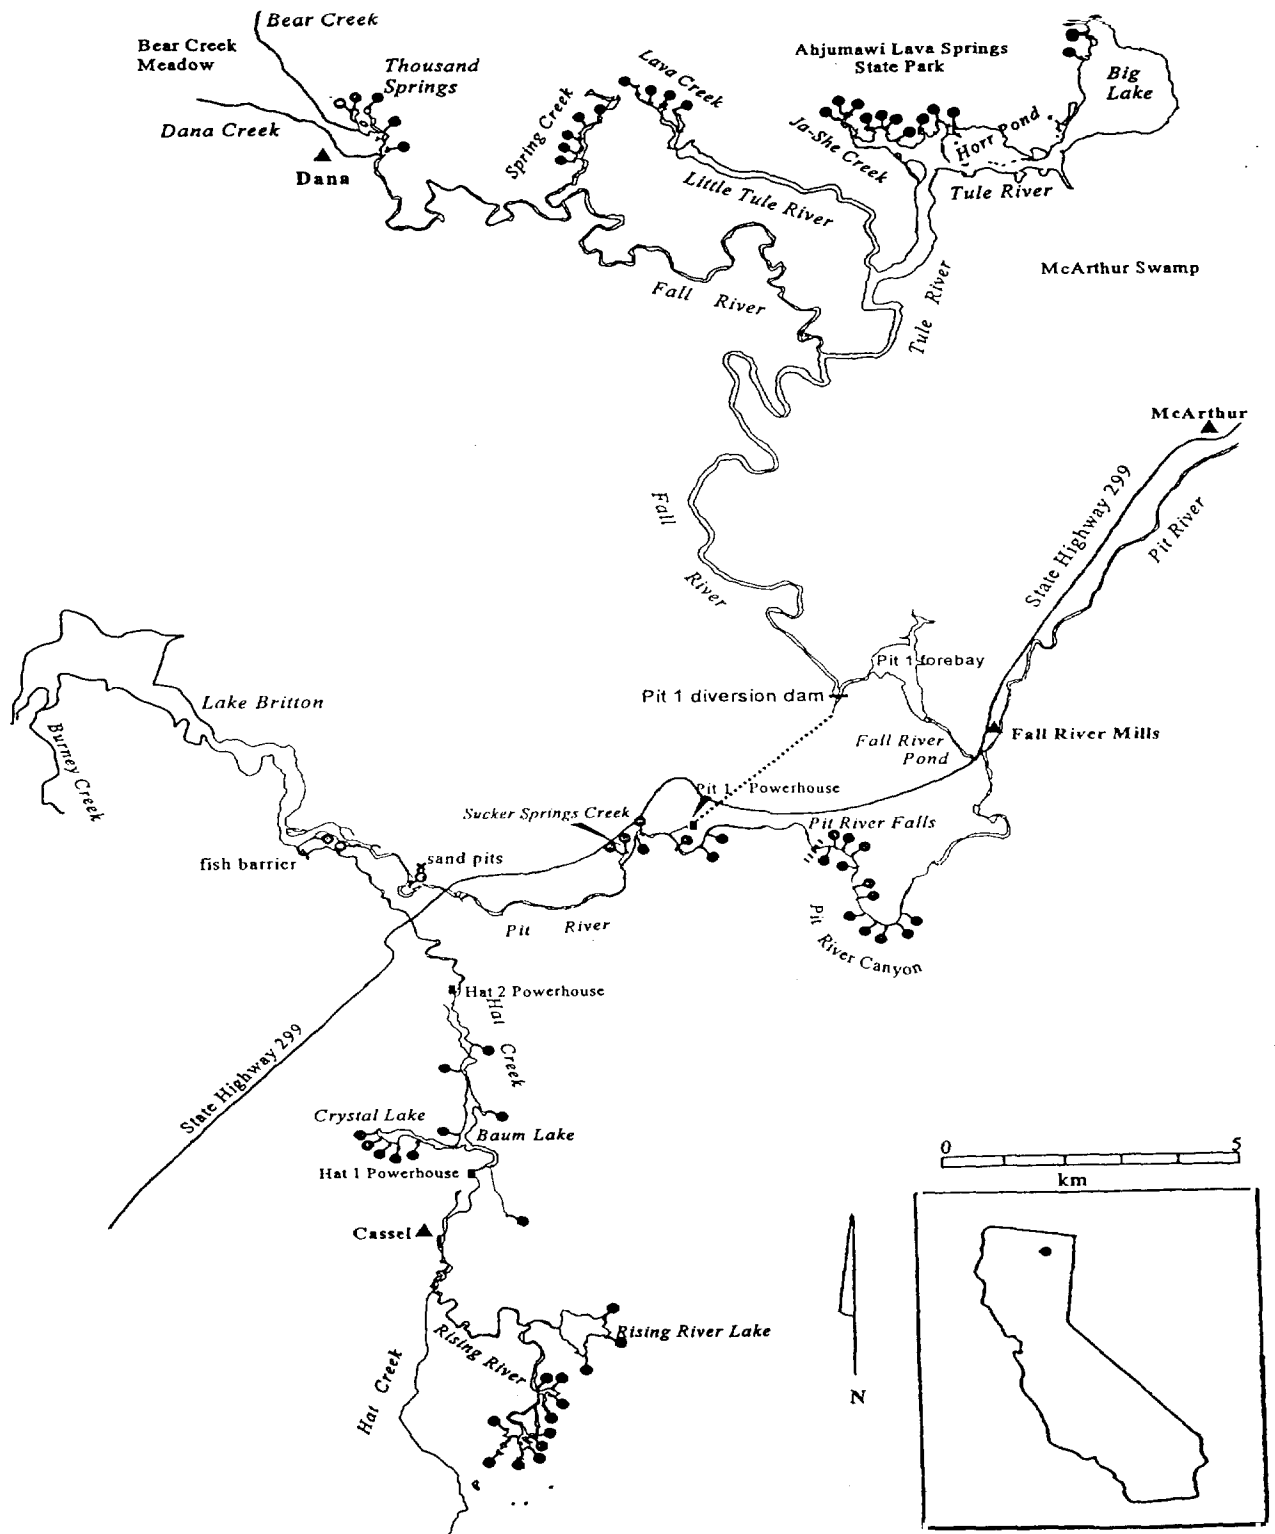 Bear Creek
Bear Creek
Meadow
Thousand
Springs
Dana Creek
Dana
Spring Creek
Lava Creek
Little Tule River
Ahjumawi Lava Springs
State Park
Big
Lake
Ja-She Creek
Horr Pond
Tule River
McArthur Swamp
Fall River
Tule River
McArthur
State Highway 299
Pit River
Fall
River
Pit 1 forebay
Pit 1 diversion dam
Fall River
Pond
Fall River Mills
Lake Britton
Burney Creek
Pit 1 Powerhouse
Sucker Springs Creek
Pit River Falls
fish barrier
sand pits
Pit River
Pit River Canyon
Hat 2 Powerhouse
Hat Creek
State Highway 299
Crystal Lake
Baum Lake
Hat 1 Powerhouse
Cassel
Rising River Lake
Rising River
Hat Creek
0 5
km
N